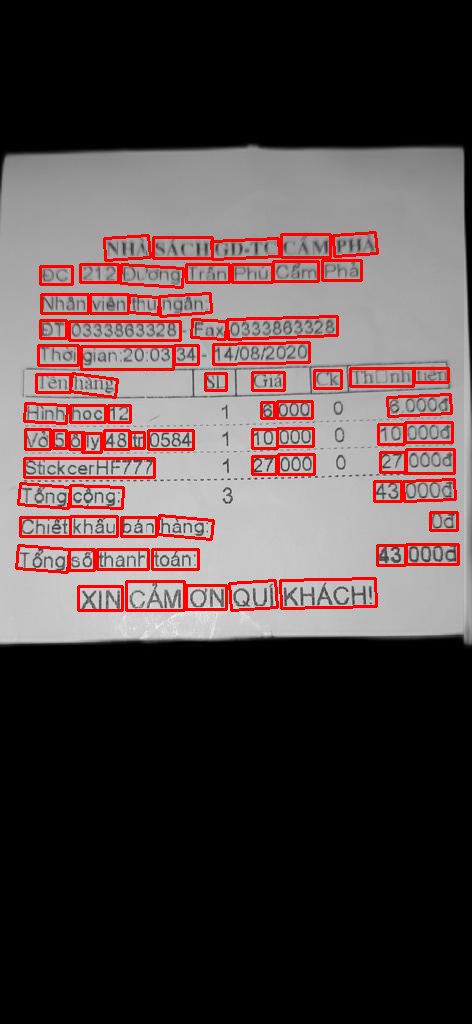 NHÀ SÁCH GD-TC CẨM PHẢ
ĐC 212 Đường Trần Phú Cẩm Phả
Nhân viên thu ngân:
ĐT 0333863328 - Fax 0333863328
Thời gian:20:03 34 - 14/08/2020
Tên hàng SL Giá Ck Th□nh tiền
Hình học 12 1 6.000 0 6.000đ
Vở 5 ô ly 48 tr 0584 1 10.000 0 10.000đ
StickcerHF777 1 27.000 0 27.000đ
Tổng cộng: 3 43.000đ
Chiết khấu bán hàng: 0đ
Tổng số thanh toán: 43.000đ
XIN CẢM ƠN QUÍ KHÁCH!